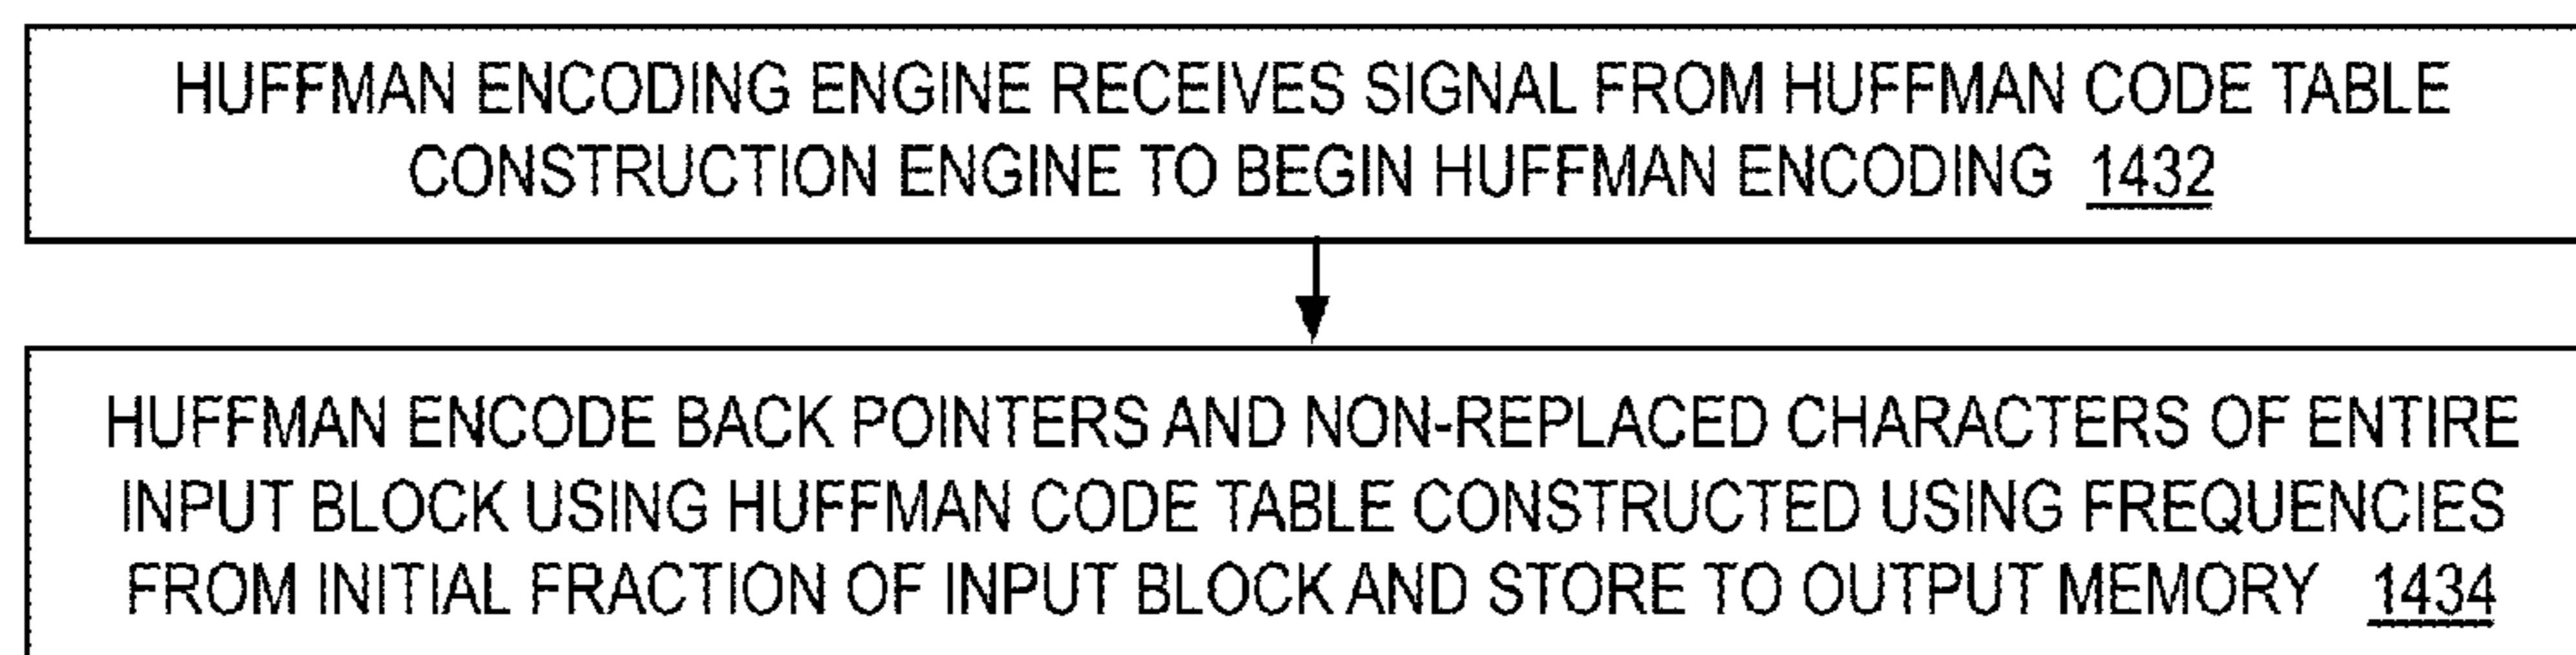 HUFFMAN ENCODING ENGINE RECEIVES SIGNAL FROM HUFFMAN CODE TABLE
CONSTRUCTION ENGINE TO BEGIN HUFFMAN ENCODING 1432
HUFFMAN ENCODE BACK POINTERS AND NON-REPLACED CHARACTERS OF ENTIRE
INPUT BLOCK USING HUFFMAN CODE TABLE CONSTRUCTED USING FREQUENCIES
FROM INITIAL FRACTION OF INPUT BLOCK AND STORE TO OUTPUT MEMORY 1434